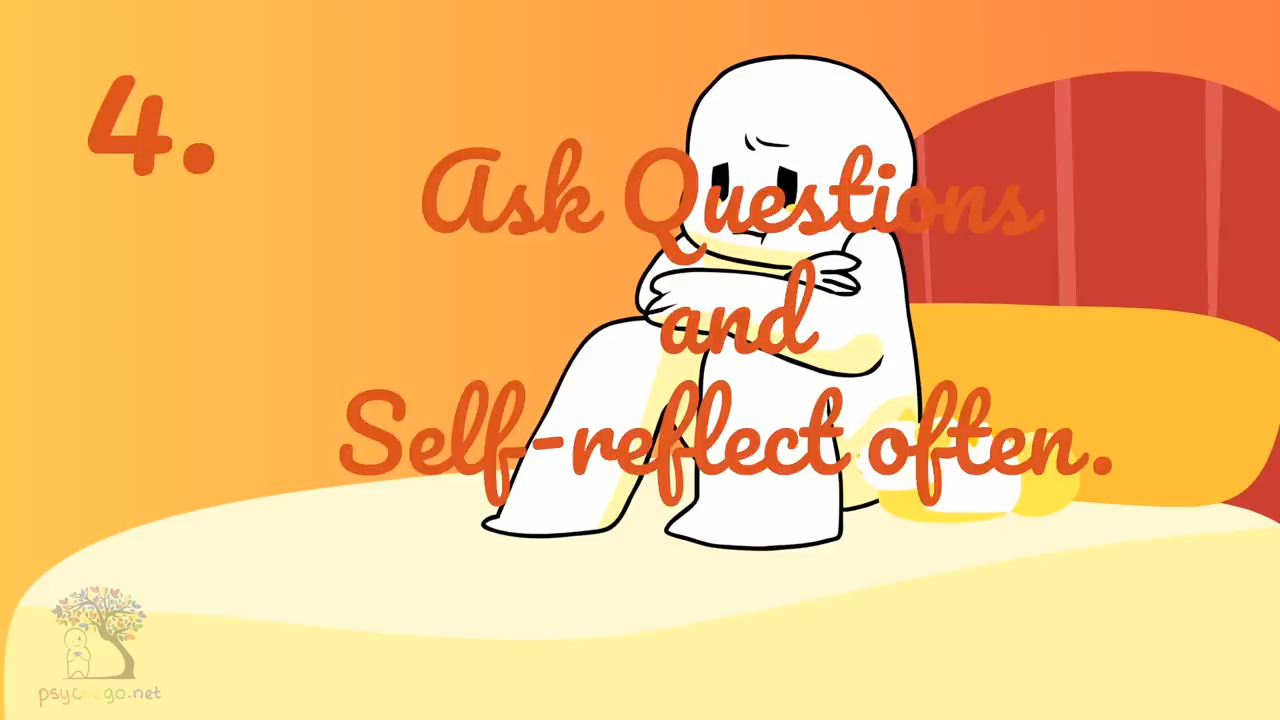 4.
Ask Questions
and
Self-reflect often.
psych2go.net